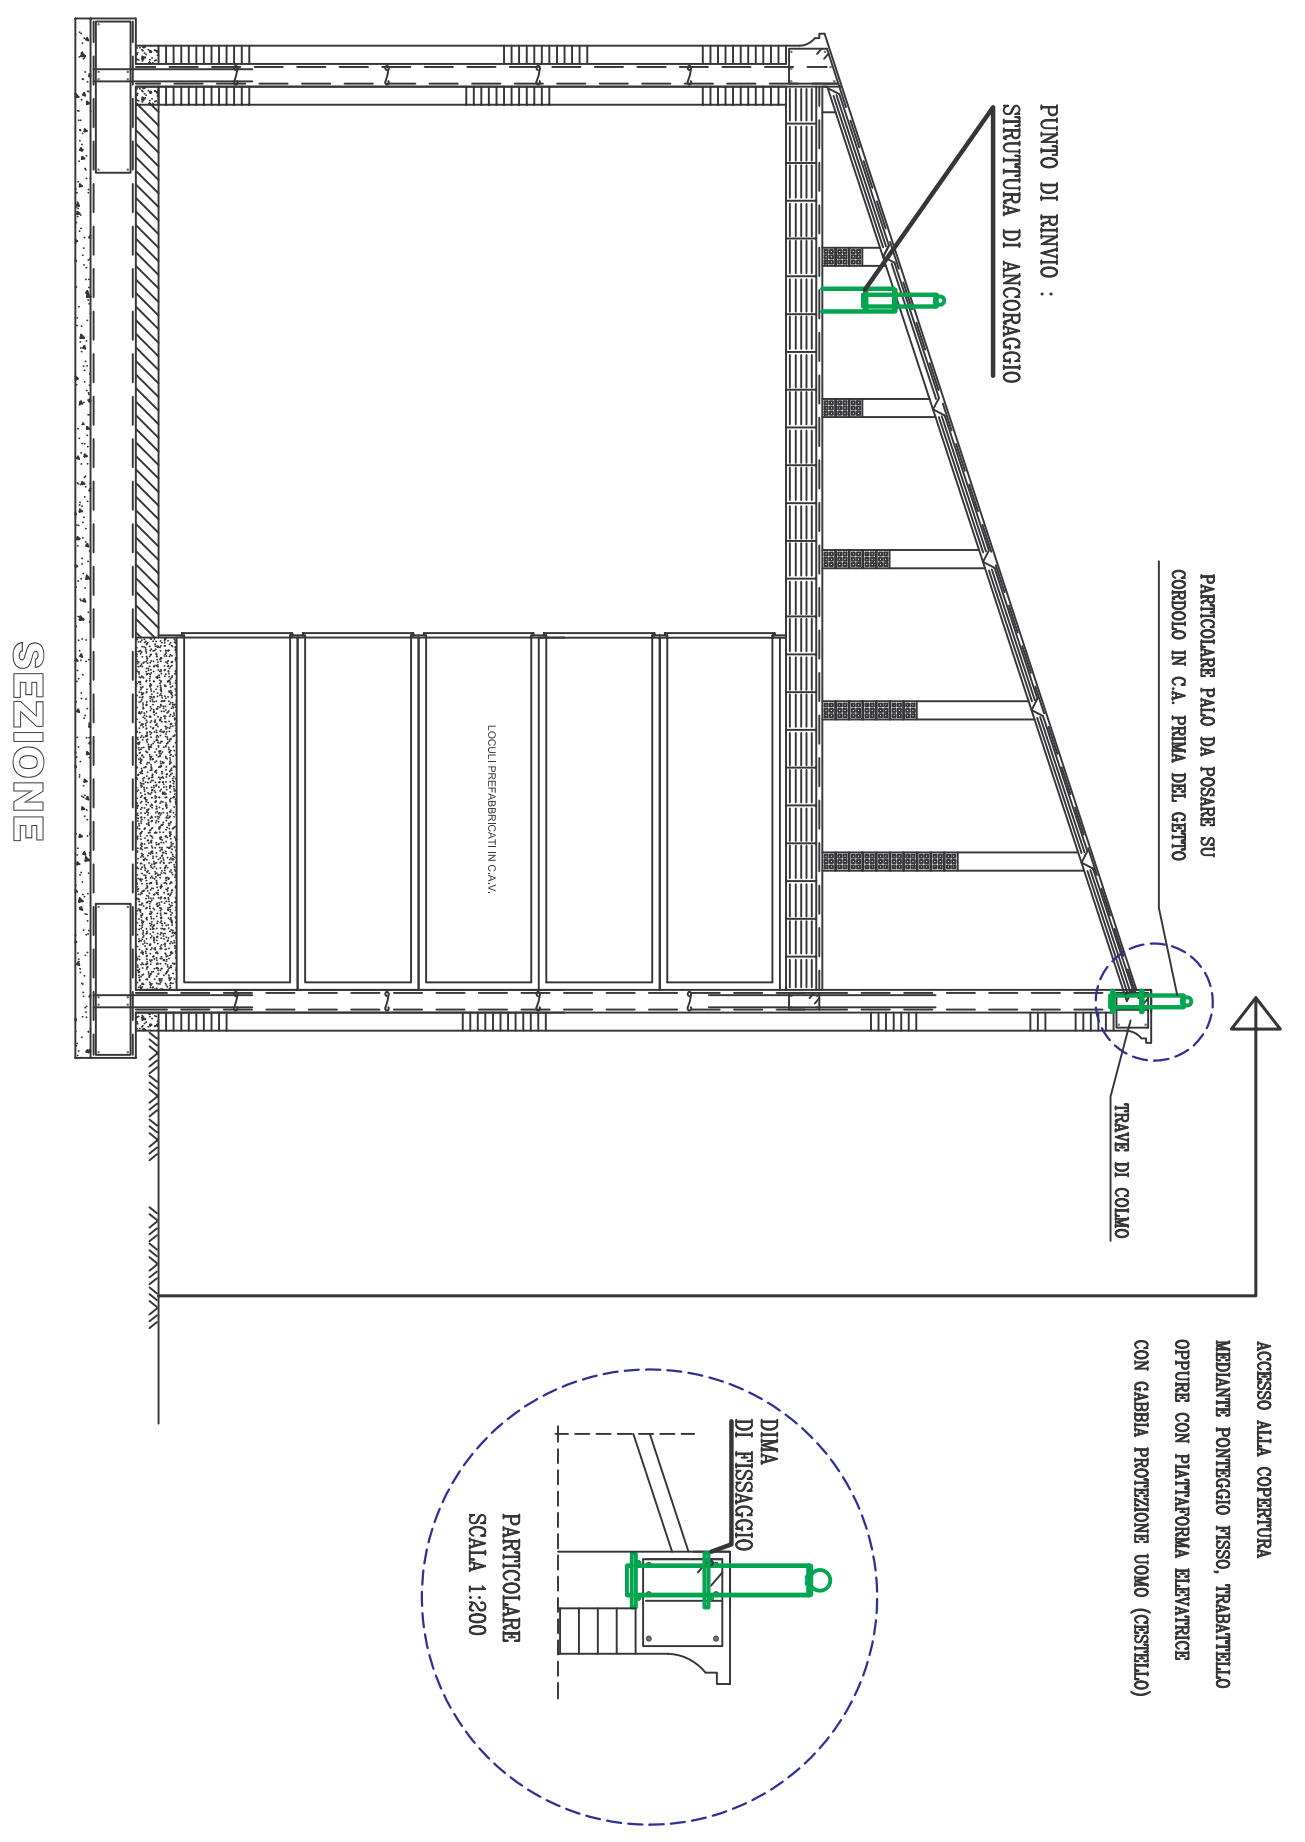 PUNTO DI RINVIO :
STRUTTURA DI ANCORAGGIO
PARTICOLARE PALO DA POSARE SU
CORDOLO IN C.A. PRIMA DEL GETTO
TRAVE DI COLMO
ACCESSO ALLA COPERTURA
MEDIANTE PONTEGGIO FISSO, TRABATTELLO
OPPURE CON PIATTAFORMA ELEVATRICE
CON GABBIA PROTEZIONE UOMO (CESTELLO)
LOCULI PREFABBRICATI IN C.A.V.
DIMA
DI FISSAGGIO
PARTICOLARE
SCALA 1:200
SEZIONE